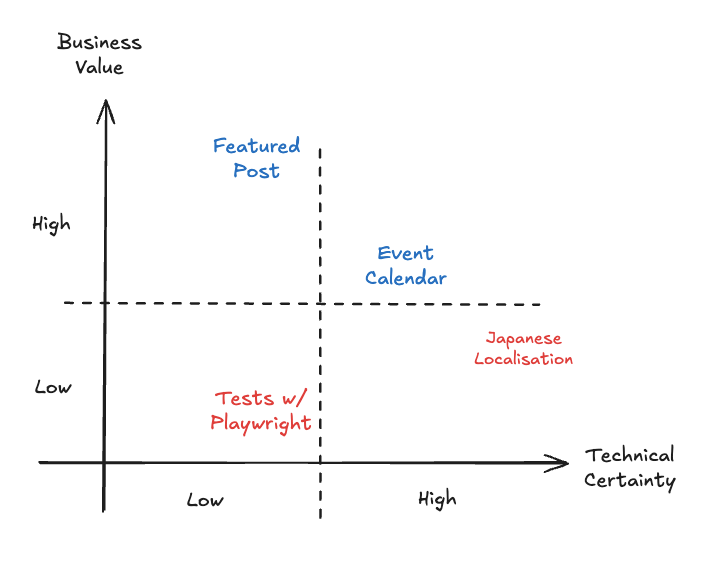 Business
Value
Featured
Post
High
Event
Calendar
Japanese
Localisation
Low
Tests w/
Playwright
Technical
Certainty
Low
High